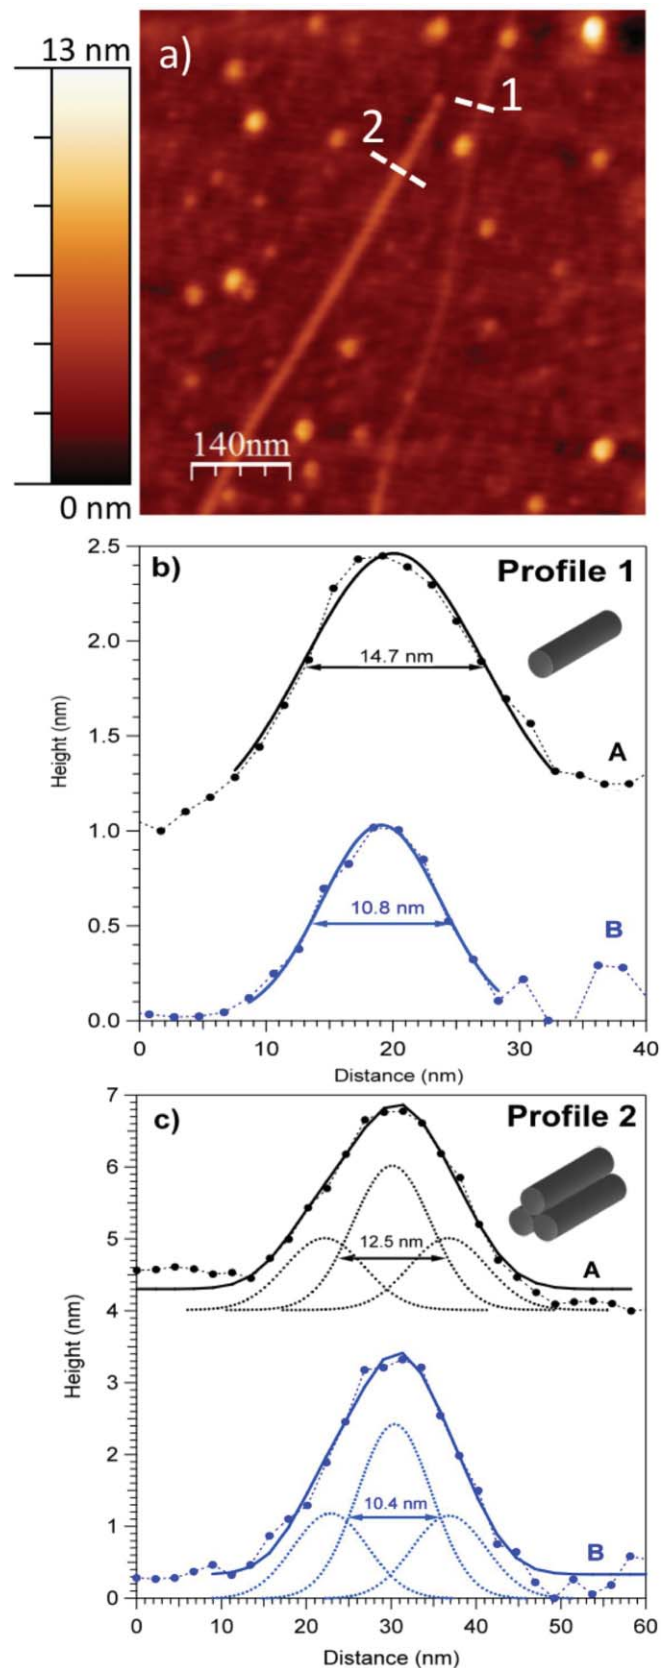 13 nm
a)
1
2
140nm
0 nm
2.5
b)
Profile 1
2.0
14.7 nm
1.5
A
Height (nm)
1.0
10.8 nm
0.5
B
0.0
0 10 20 30 40
Distance (nm)
7
c)
Profile 2
6
5
12.5 nm
A
4
Height (nm)
3
2
10.4 nm
1
B
0
0 10 20 30 40 50 60
Distance (nm)